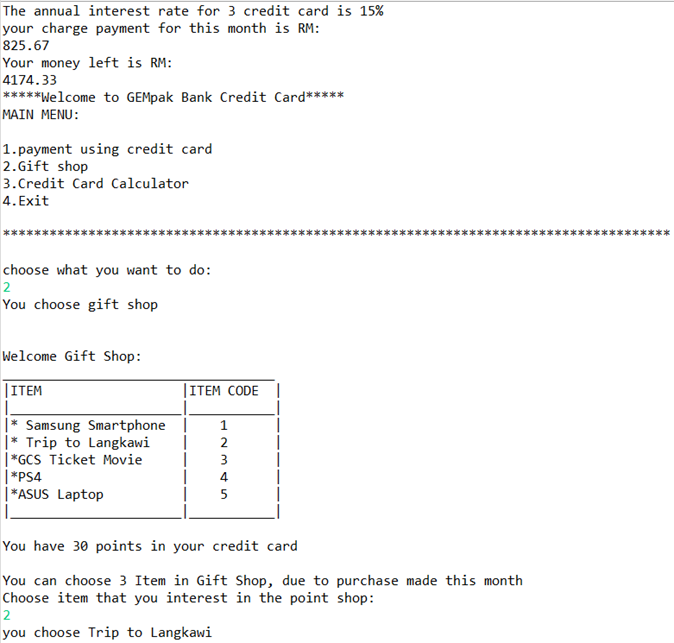 The annual interest rate for 3 credit card is 15%
your charge payment for this month is RM:
825.67
Your money left is RM:
4174.33
*****Welcome to GEMpak Bank Credit Card*****
MAIN MENU:
1.payment using credit card
2.Gift shop
3.Credit Card Calculator
4.Exit
**************************************************************************************
choose what you want to do:
2
You choose gift shop
Welcome Gift Shop:
|ITEM |ITEM CODE |
|* Samsung Smartphone | 1 |
|* Trip to Langkawi | 2 |
|*GCS Ticket Movie | 3 |
|*PS4 | 4 |
|*ASUS Laptop | 5 |
You have 30 points in your credit card
You can choose 3 Item in Gift Shop, due to purchase made this month
Choose item that you interest in the point shop:
2
you choose Trip to Langkawi